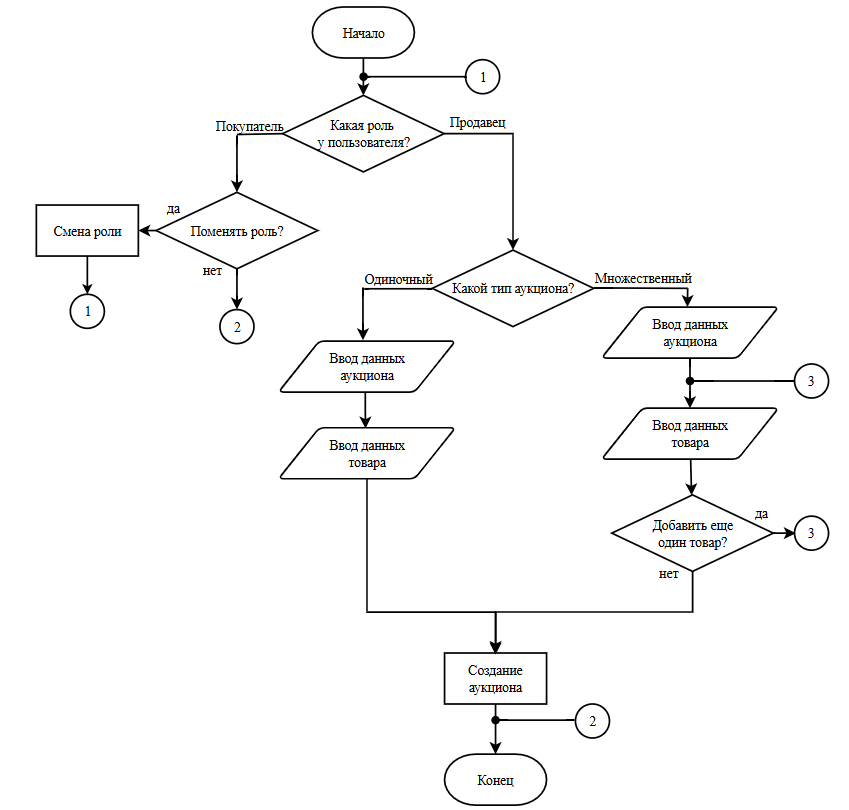 Начало
1
Какая роль
у пользователя?
Покупатель
Продавец
да
Смена роли
Поменять роль?
нет
1
2
Какой тип аукциона?
Одиночный
Множественный
Ввод данных
аукциона
Ввод данных
товара
Ввод данных
аукциона
3
Ввод данных
товара
Добавить еще
один товар?
да
3
нет
Создание
аукциона
2
Конец